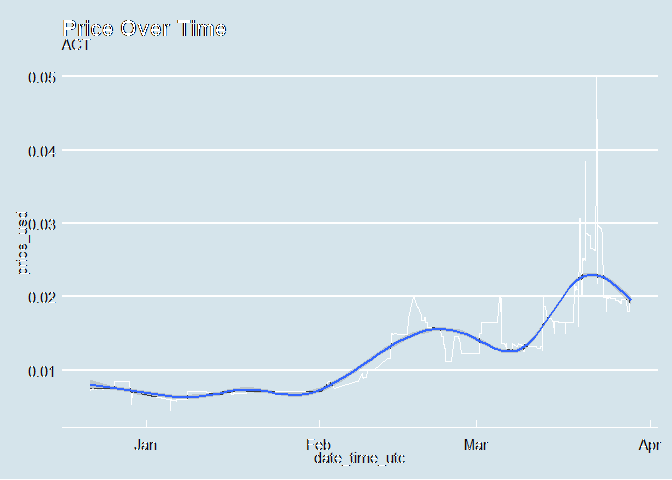 Price Over Time
ACT
0.05
0.04
0.03
0.02
0.01
price_usd
Jan
Feb
Mar
Apr
date_time_utc